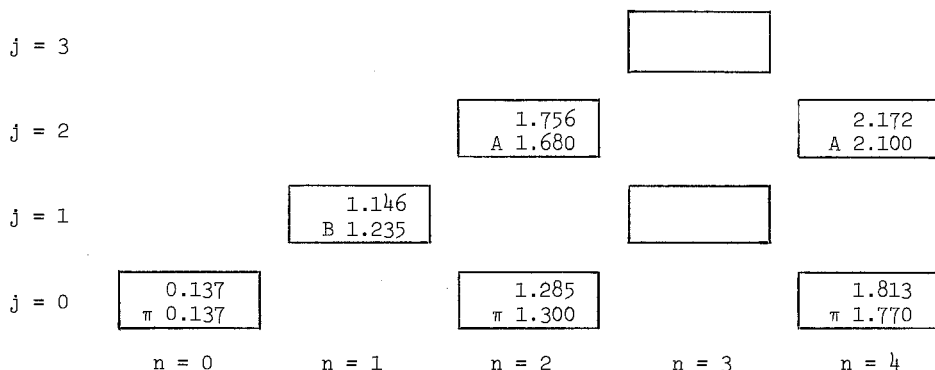 j = 3
j = 2
1.756
A 1.680
2.172
A 2.100
j = 1
1.146
B 1.235
j = 0
0.137
π 0.137
1.285
π 1.300
1.813
π 1.770
n = 0 n = 1 n = 2 n = 3 n = 4